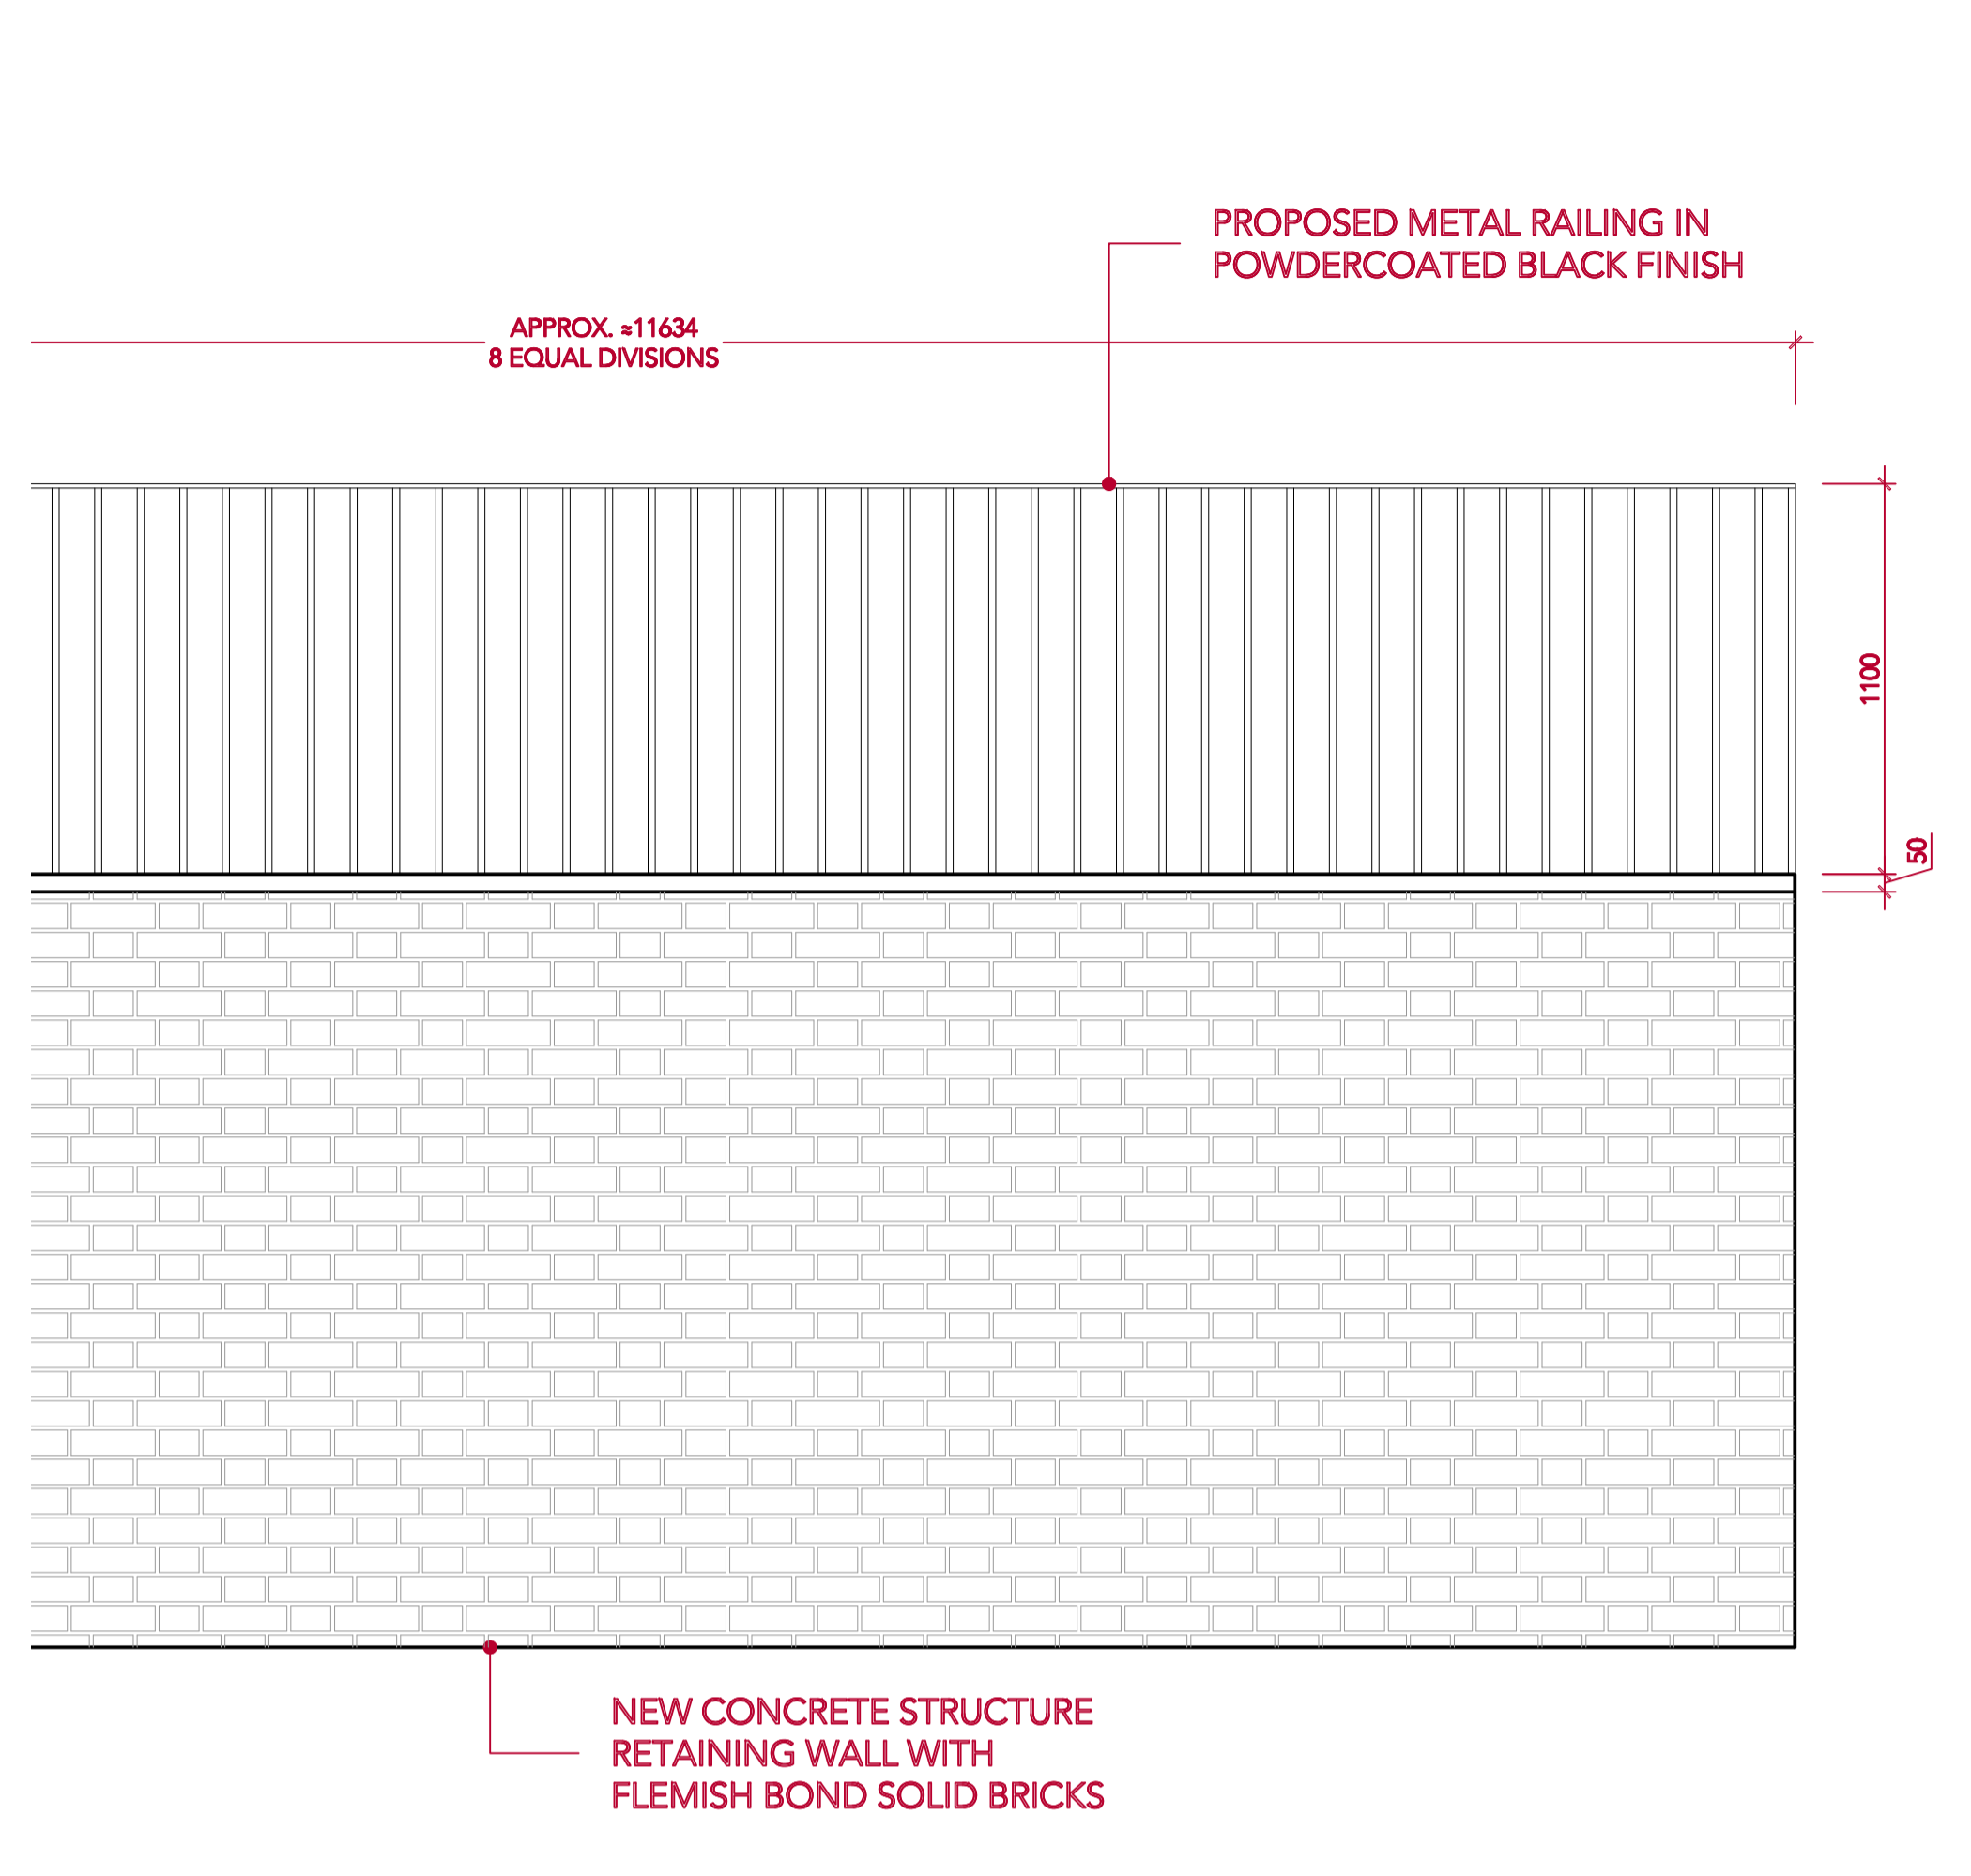 PROPOSED METAL RAILING IN
POWDERCOATED BLACK FINISH
APPROX. ≈11634
8 EQUAL DIVISIONS
1100
50
NEW CONCRETE STRUCTURE
RETAINING WALL WITH
FLEMISH BOND SOLID BRICKS